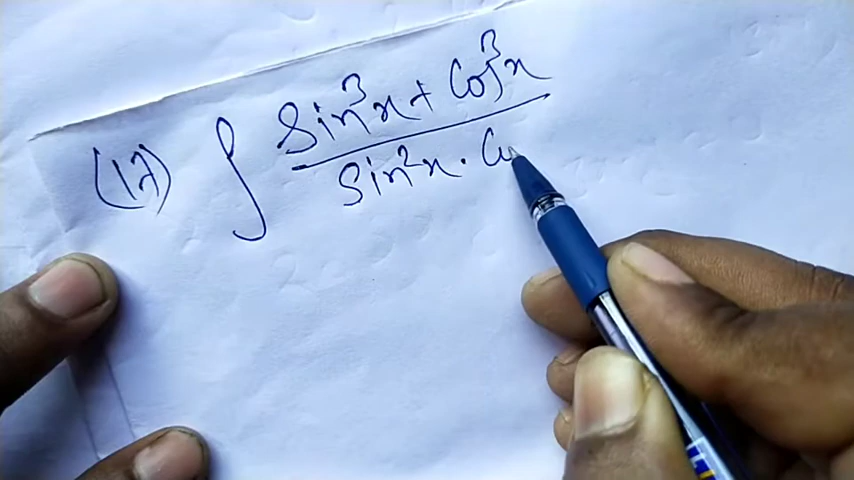 (17) ∫ Sin³x + Cos³x
Sin²x · Co